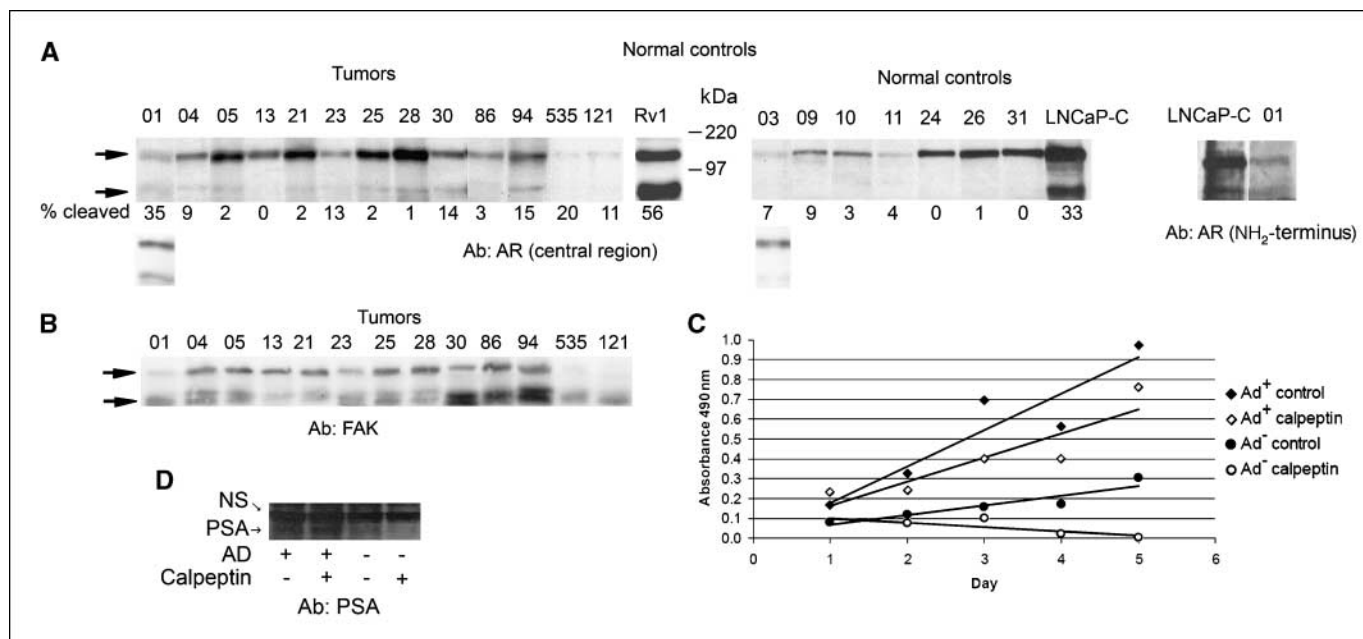 A
Normal controls
Tumors
Normal controls
01 04 05 13 21 23 25 28 30 86 94 535 121 Rv1
kDa
220
97
03 09 10 11 24 26 31 LNCaP-C
LNCaP-C 01
% cleaved 35 9 2 0 2 13 2 1 14 3 15 20 11 56
7 9 3 4 0 1 0 33
Ab: AR (central region)
Ab: AR (NH₂-terminus)
B
Tumors
01 04 05 13 21 23 25 28 30 86 94 535 121
Ab: FAK
C
Absorbance 490 nm
1.0
0.9
0.8
0.7
0.6
0.5
0.4
0.3
0.2
0.1
0.0
0 1 2 3 4 5 6
Day
Ad⁺ control
Ad⁺ calpeptin
Ad⁻ control
Ad⁻ calpeptin
D
NS
PSA→
AD + + - -
Calpeptin - + - +
Ab: PSA